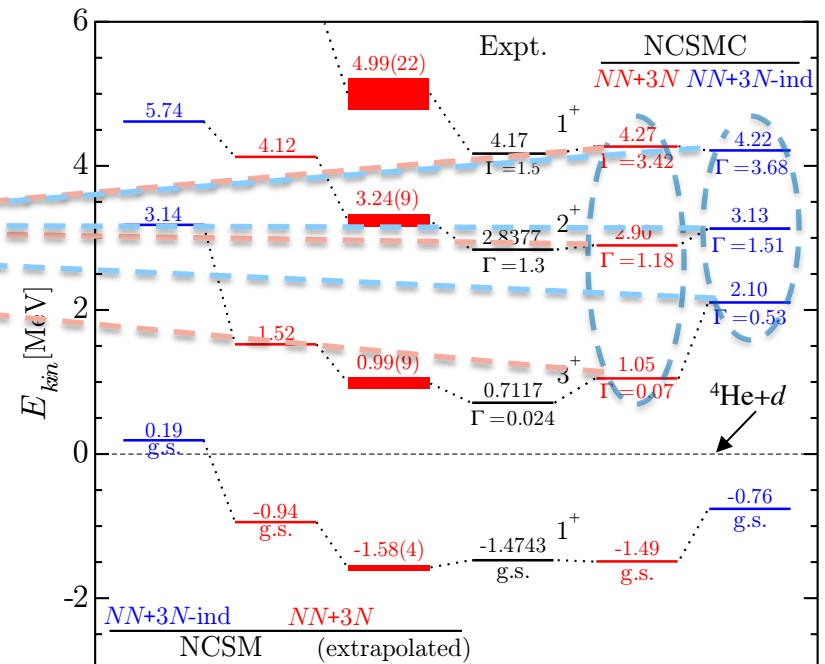 6
4
2
0
-2
E_kin [MeV]
Expt.
NCSMC
NN+3N NN+3N-ind
5.74
3.14
0.19
g.s.
4.12
1.52
-0.94
g.s.
4.99(22)
3.24(9)
0.99(9)
-1.58(4)
4.17
Γ=1.5
2.8377
Γ=1.3
0.7117
Γ=0.024
-1.4743
g.s.
1+
2+
3+
1+
4.27
Γ=3.42
2.90
Γ=1.18
1.05
Γ=0.07
-1.49
g.s.
4.22
Γ=3.68
3.13
Γ=1.51
2.10
Γ=0.53
-0.76
g.s.
⁴He+d
NN+3N-ind NN+3N
NCSM (extrapolated)